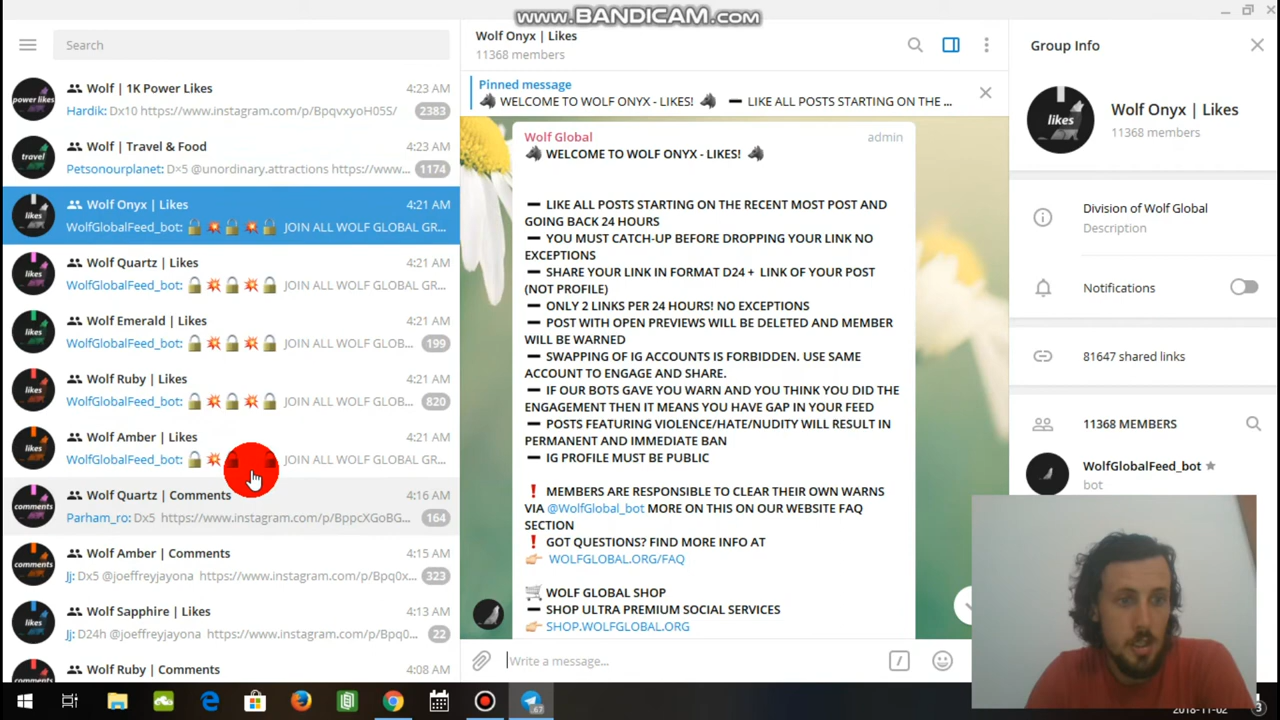 www.BANDICAM.com
Search
Wolf | 1K Power Likes 4:23 AM
Hardik: Dx10 https://www.instagram.com/p/BpqvxyoH05S/ 2383
power likes
Wolf | Travel & Food 4:23 AM
Petsonourplanet: D×5 @unordinary.attractions https://www... 1174
travel
Wolf Onyx | Likes 4:21 AM
WolfGlobalFeed_bot: JOIN ALL WOLF GLOBAL GR...
likes
Wolf Quartz | Likes 4:21 AM
WolfGlobalFeed_bot: JOIN ALL WOLF GLOBAL GR...
likes
Wolf Emerald | Likes 4:21 AM
WolfGlobalFeed_bot: JOIN ALL WOLF GLOB... 199
likes
Wolf Ruby | Likes 4:21 AM
WolfGlobalFeed_bot: JOIN ALL WOLF GLOB... 820
likes
Wolf Amber | Likes 4:21 AM
WolfGlobalFeed_bot: JOIN ALL WOLF GLOBAL GR...
likes
Wolf Quartz | Comments 4:16 AM
Parham_ro: Dx5 https://www.instagram.com/p/BppcXGoBG... 164
comments
Wolf Amber | Comments 4:15 AM
Jj: Dx5 @joeffreyjayona https://www.instagram.com/p/Bpq0x... 323
comments
Wolf Sapphire | Likes 4:13 AM
Jj: D24h @joeffreyjayona https://www.instagram.com/p/Bpq0... 22
likes
Wolf Ruby | Comments 4:08 AM
Wolf Onyx | Likes
11368 members
Pinned message
WELCOME TO WOLF ONYX - LIKES! ➖ LIKE ALL POSTS STARTING ON THE ...
Wolf Global admin
WELCOME TO WOLF ONYX - LIKES!
➖ LIKE ALL POSTS STARTING ON THE RECENT MOST POST AND
GOING BACK 24 HOURS
➖ YOU MUST CATCH-UP BEFORE DROPPING YOUR LINK NO
EXCEPTIONS
➖ SHARE YOUR LINK IN FORMAT D24 + LINK OF YOUR POST
(NOT PROFILE)
➖ ONLY 2 LINKS PER 24 HOURS! NO EXCEPTIONS
➖ POST WITH OPEN PREVIEWS WILL BE DELETED AND MEMBER
WILL BE WARNED
➖ SWAPPING OF IG ACCOUNTS IS FORBIDDEN. USE SAME
ACCOUNT TO ENGAGE AND SHARE.
➖ IF OUR BOTS GAVE YOU WARN AND YOU THINK YOU DID THE
ENGAGEMENT THEN IT MEANS YOU HAVE GAP IN YOUR FEED
➖ POSTS FEATURING VIOLENCE/HATE/NUDITY WILL RESULT IN
PERMANENT AND IMMEDIATE BAN
➖ IG PROFILE MUST BE PUBLIC
❗ MEMBERS ARE RESPONSIBLE TO CLEAR THEIR OWN WARNS
VIA @WolfGlobal_bot MORE ON THIS ON OUR WEBSITE FAQ
SECTION
❗ GOT QUESTIONS? FIND MORE INFO AT
WOLFGLOBAL.ORG/FAQ
WOLF GLOBAL SHOP
➖ SHOP ULTRA PREMIUM SOCIAL SERVICES
SHOP.WOLFGLOBAL.ORG
Write a message...
Group Info
likes
Wolf Onyx | Likes
11368 members
Division of Wolf Global
Description
Notifications
81647 shared links
11368 MEMBERS
WolfGlobalFeed_bot
bot
67
2018-11-02
3